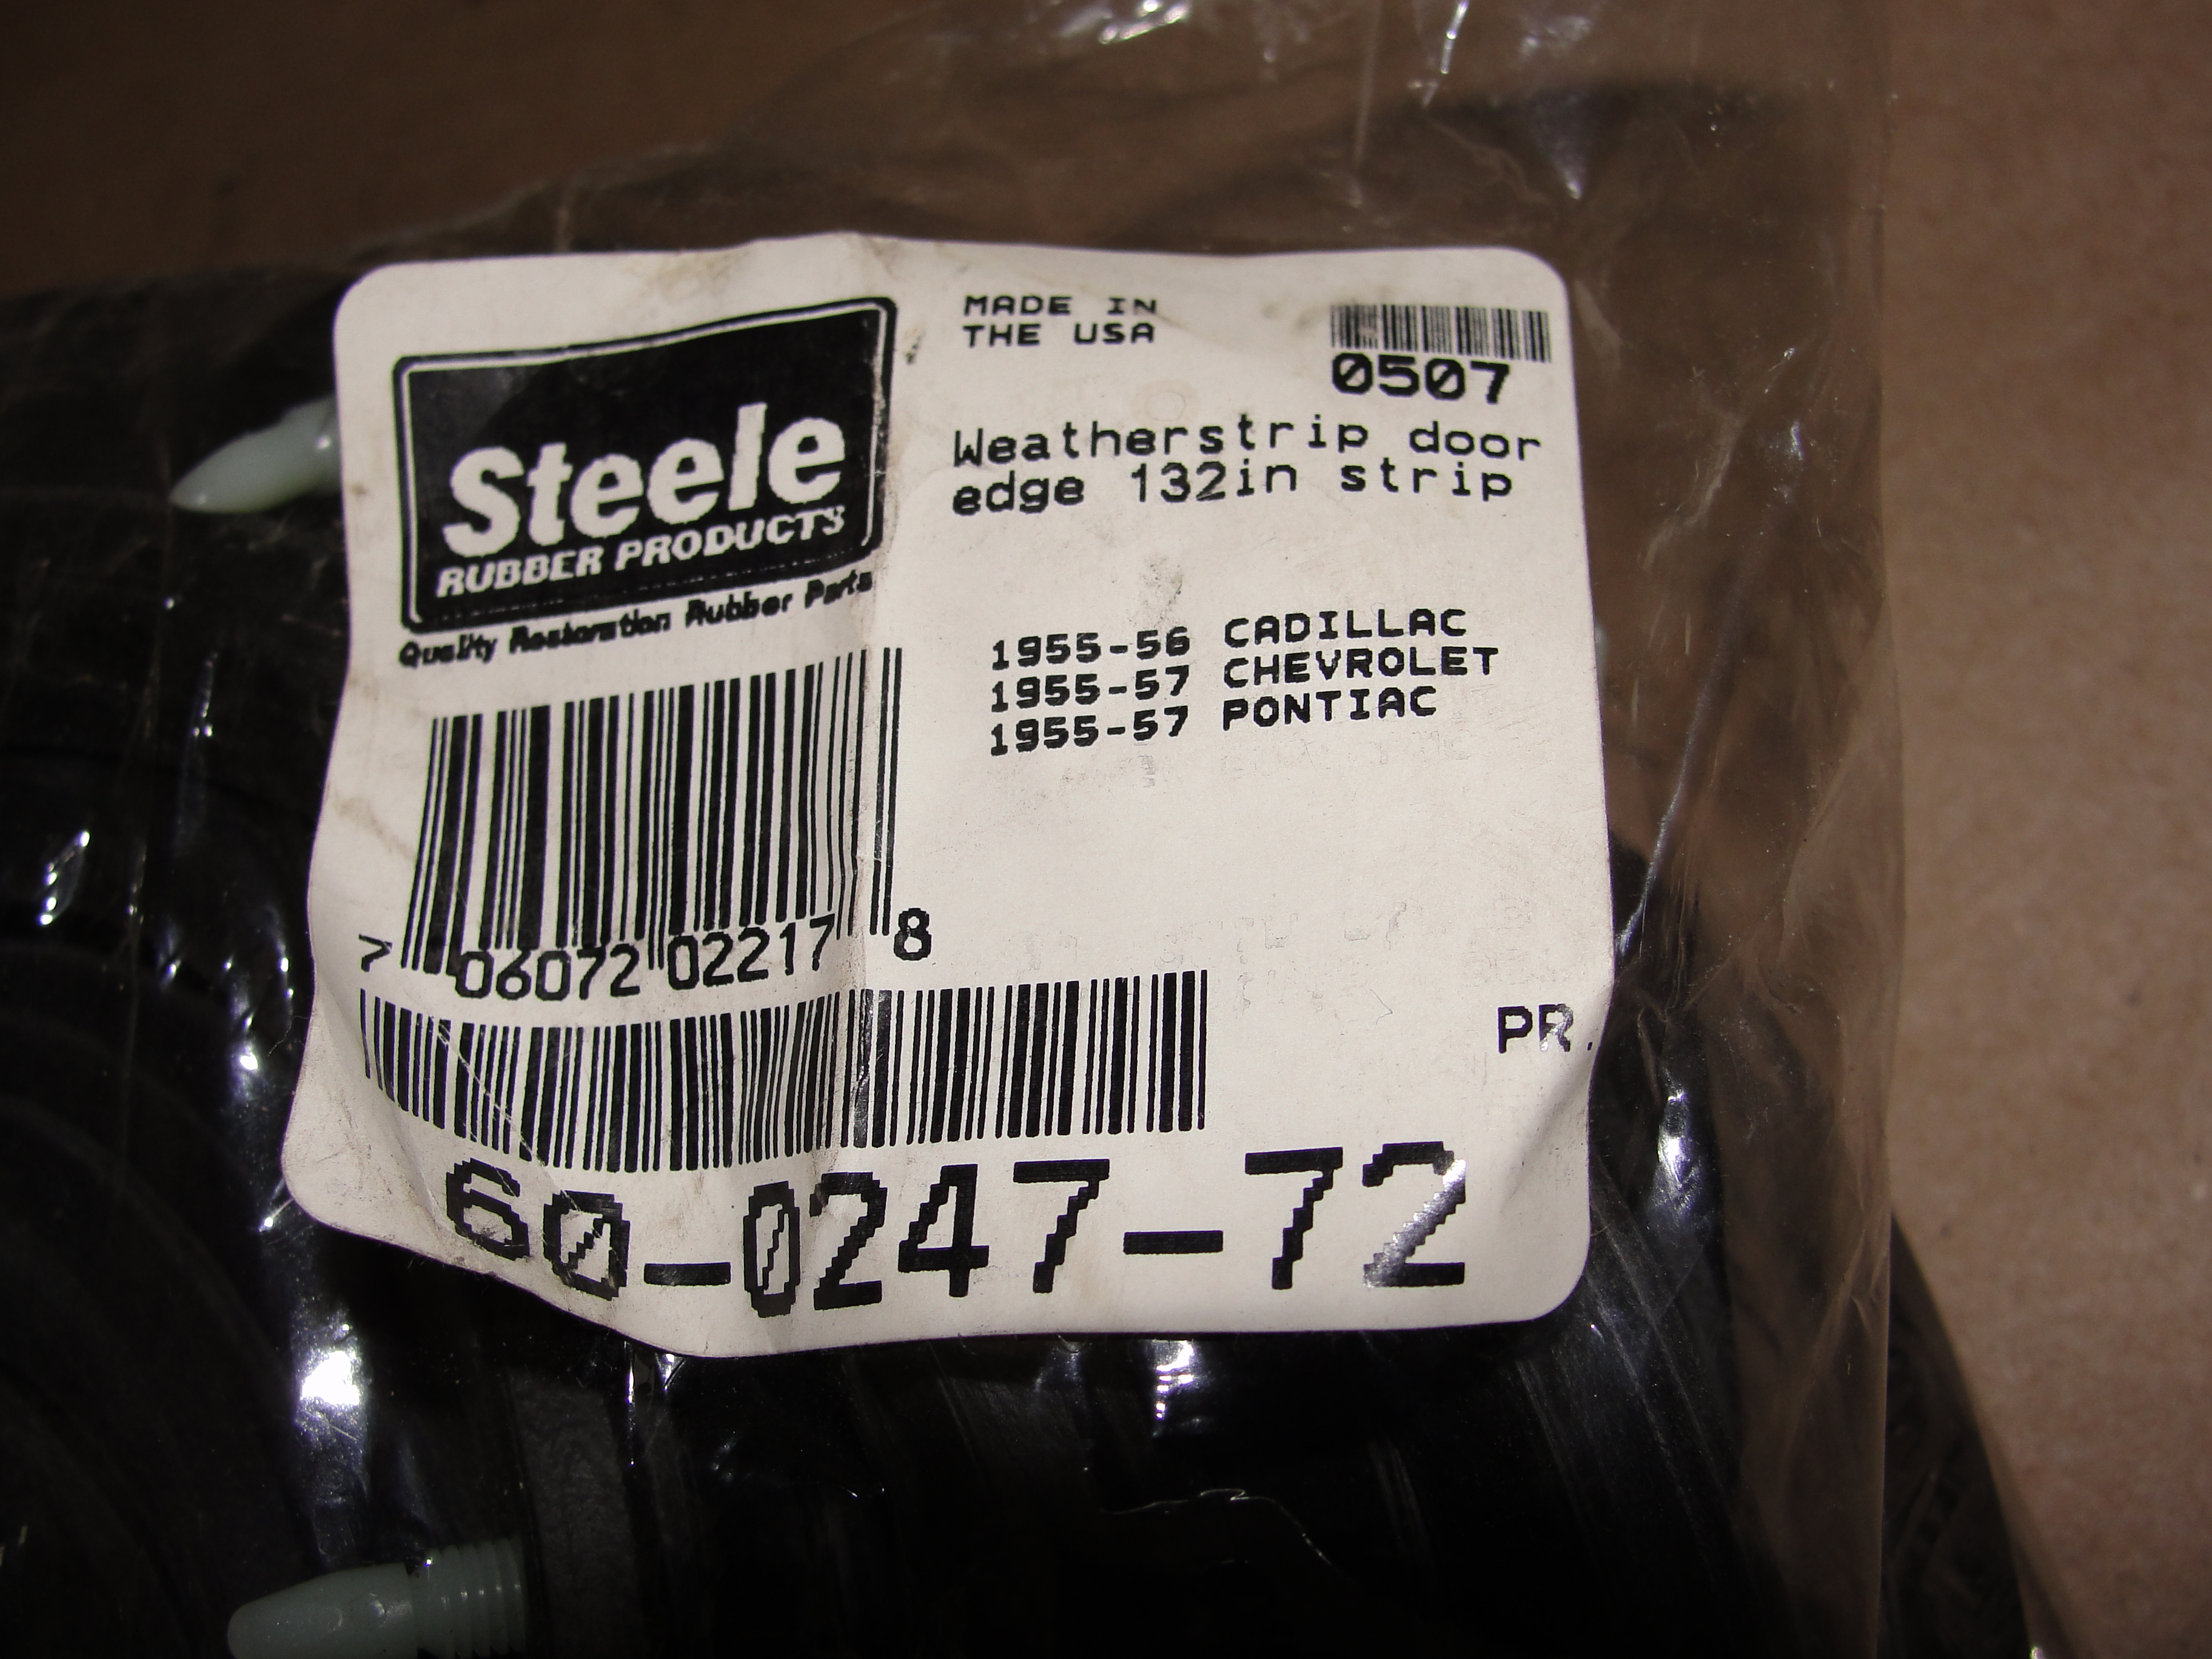 Steele
RUBBER PRODUCTS
Quality Restoration Rubber Parts
MADE IN
THE USA
0507
Weatherstrip door
edge 132in strip
1955-56 CADILLAC
1955-57 CHEVROLET
1955-57 PONTIAC
> 06072 02217 8
PR.
60-0247-72